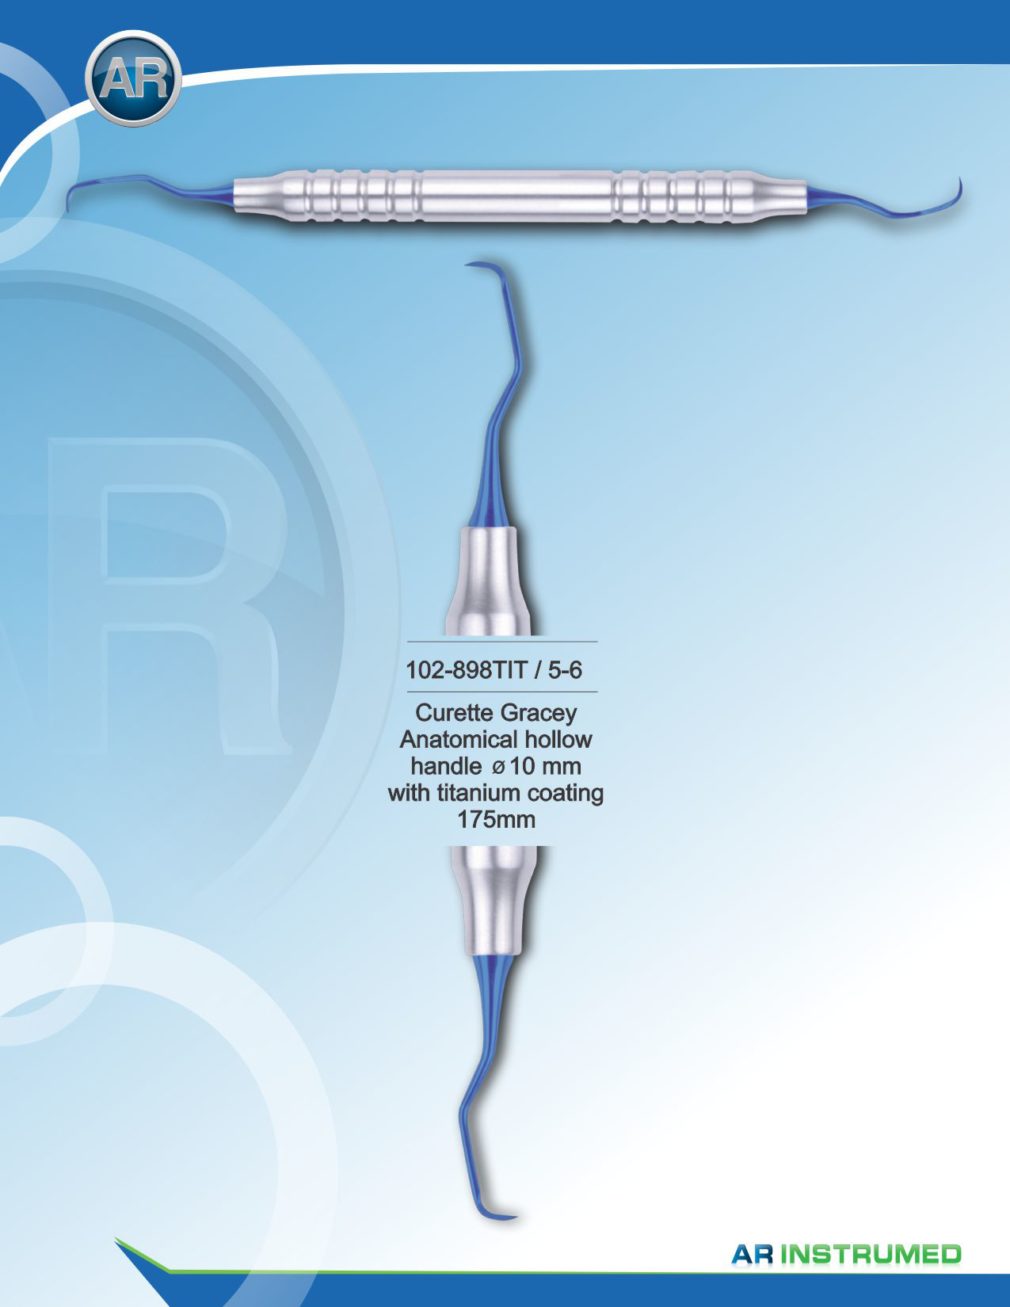 AR
102-898TIT / 5-6
Curette Gracey
Anatomical hollow
handle ø 10 mm
with titanium coating
175mm
AR INSTRUMED